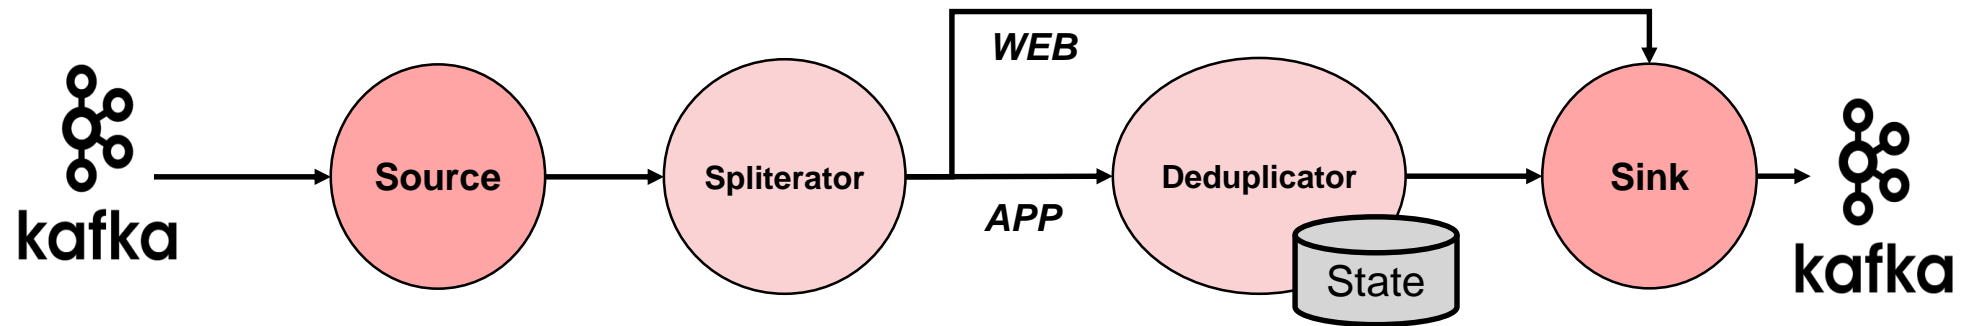 WEB
kafka
Source
Spliterator
APP
Deduplicator
State
Sink
kafka